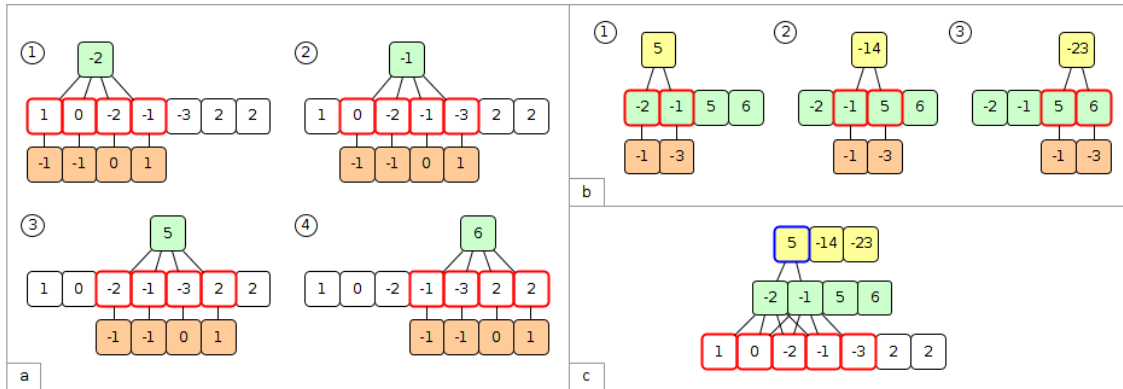 1 2
-2 -1
1 0 -2 -1 -3 2 2 1 0 -2 -1 -3 2 2
-1 -1 0 1 -1 -1 0 1
3 4
5 6
1 0 -2 -1 -3 2 2 1 0 -2 -1 -3 2 2
-1 -1 0 1 -1 -1 0 1
a
1 2 3
5 -14 -23
-2 -1 5 6 -2 -1 5 6 -2 -1 5 6
-1 -3 -1 -3 -1 -3
b
5 -14 -23
-2 -1 5 6
1 0 -2 -1 -3 2 2
c